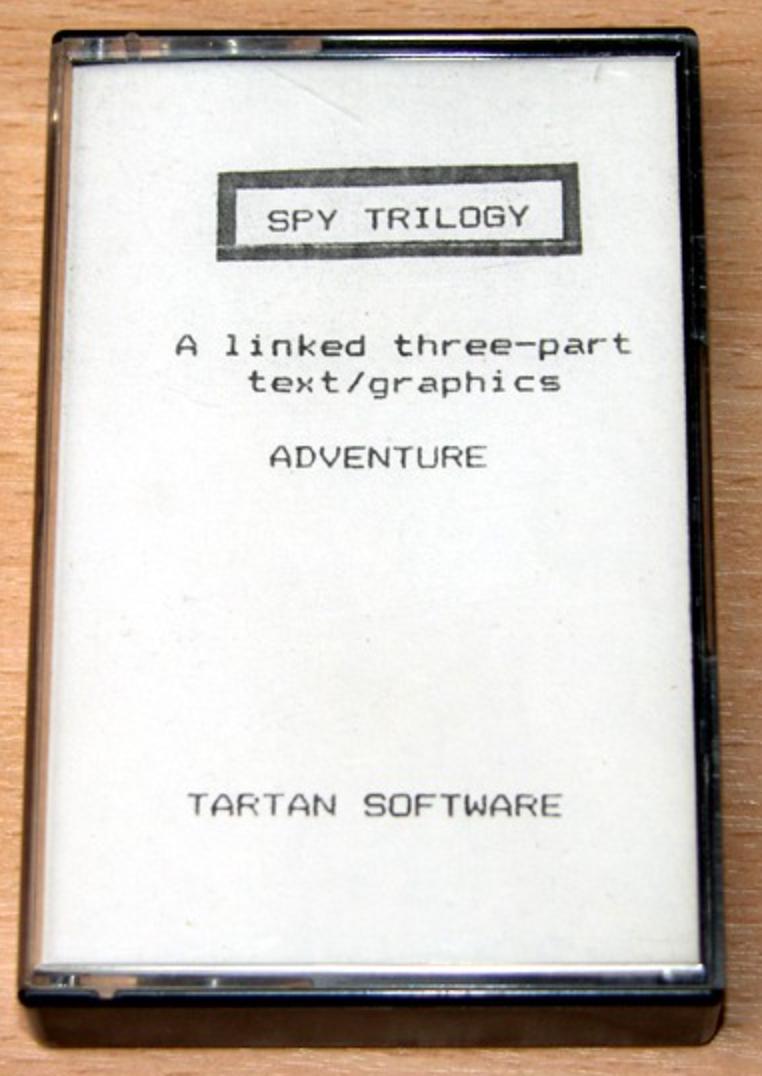 SPY TRILOGY
A linked three-part
text/graphics
ADVENTURE
TARTAN SOFTWARE